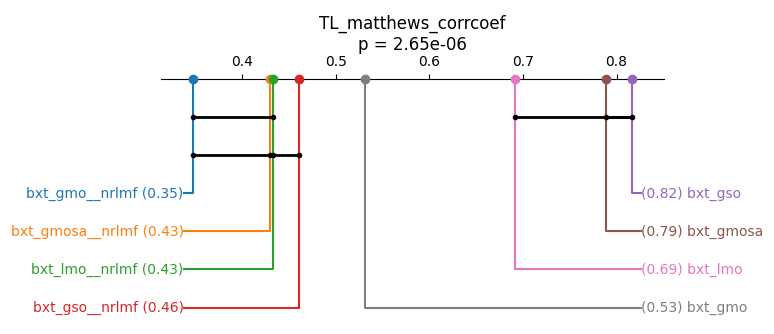 TL_matthews_corrcoef
p = 2.65e-06
0.4 0.5 0.6 0.7 0.8
bxt_gmo__nrlmf (0.35)
(0.82) bxt_gso
bxt_gmosa__nrlmf (0.43)
(0.79) bxt_gmosa
bxt_lmo__nrlmf (0.43)
(0.69) bxt_lmo
bxt_gso__nrlmf (0.46)
(0.53) bxt_gmo